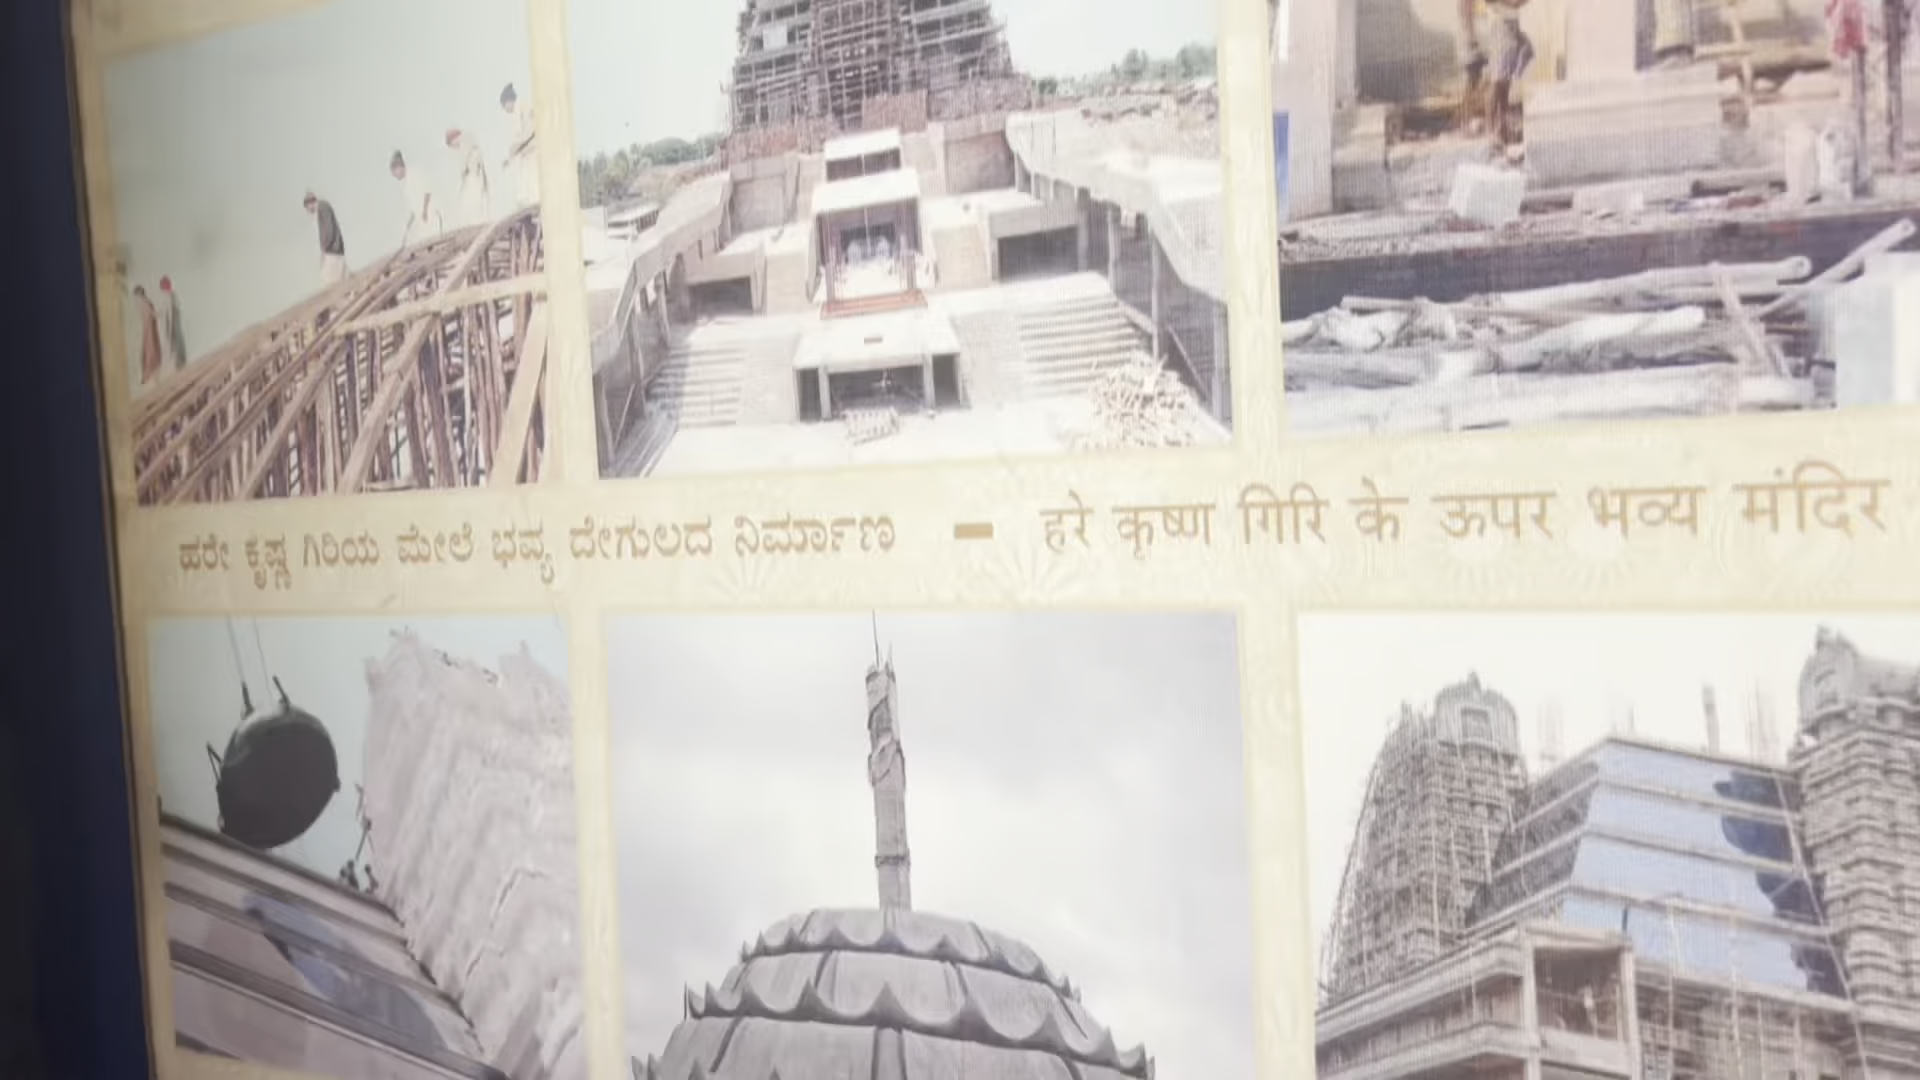 ಹರೇ ಕೃಷ್ಣ ಗಿರಿಯ ಮೇಲೆ ಭವ್ಯ ದೇಗುಲದ ನಿರ್ಮಾಣ – हरे कृष्ण गिरि के ऊपर भव्य मंदिर